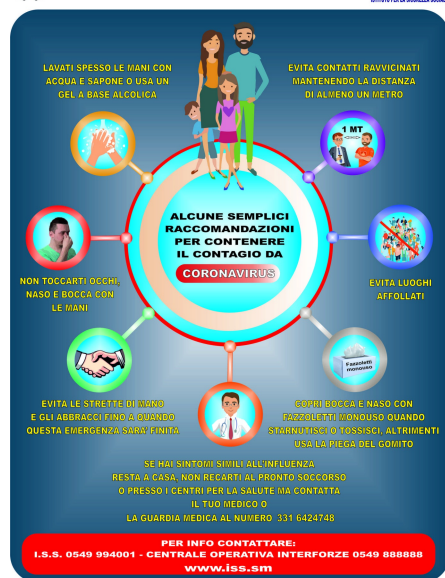 ISTITUTO PER LA SICUREZZA SOCIALE
LAVATI SPESSO LE MANI CON
ACQUA E SAPONE O USA UN
GEL A BASE ALCOLICA
EVITA CONTATTI RAVVICINATI
MANTENENDO LA DISTANZA
DI ALMENO UN METRO
1 MT
ALCUNE SEMPLICI
RACCOMANDAZIONI
PER CONTENERE
IL CONTAGIO DA
CORONAVIRUS
NON TOCCARTI OCCHI,
NASO E BOCCA CON
LE MANI
EVITA LUOGHI
AFFOLLATI
Fazzoletti
monouso
EVITA LE STRETTE DI MANO
E GLI ABBRACCI FINO A QUANDO
QUESTA EMERGENZA SARA' FINITA
COPRI BOCCA E NASO CON
FAZZOLETTI MONOUSO QUANDO
STARNUTISCI O TOSSISCI. ALTRIMENTI
USA LA PIEGA DEL GOMITO
SE HAI SINTOMI SIMILI ALL'INFLUENZA
RESTA A CASA, NON RECARTI AL PRONTO SOCCORSO
O PRESSO I CENTRI PER LA SALUTE MA CONTATTA
IL TUO MEDICO O
LA GUARDIA MEDICA AL NUMERO 331 6424748
PER INFO CONTATTARE:
I.S.S. 0549 994001 - CENTRALE OPERATIVA INTERFORZE 0549 888888
www.iss.sm